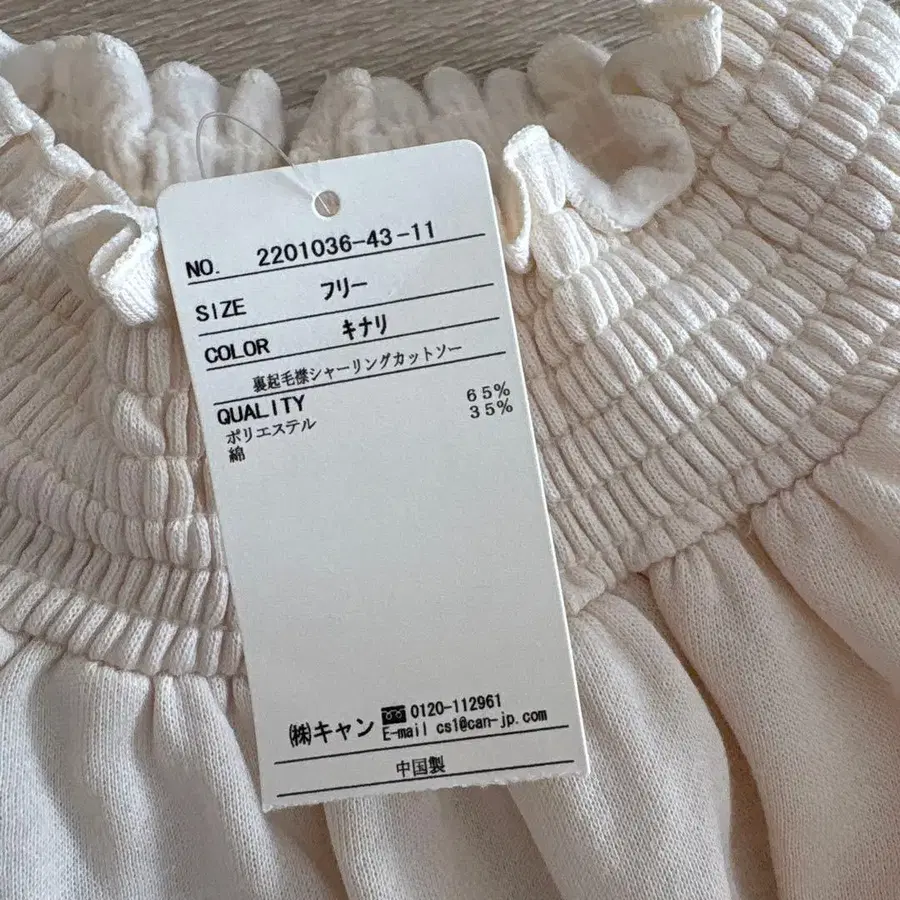 NO. 2201036-43-11
SIZE フリー
COLOR キナリ
裏起毛襟シャーリングカットソー
QUALITY
ポリエステル 65%
綿 35%
㈱キャン 0120-112961
E-mail cs1@can-jp.com
中国製